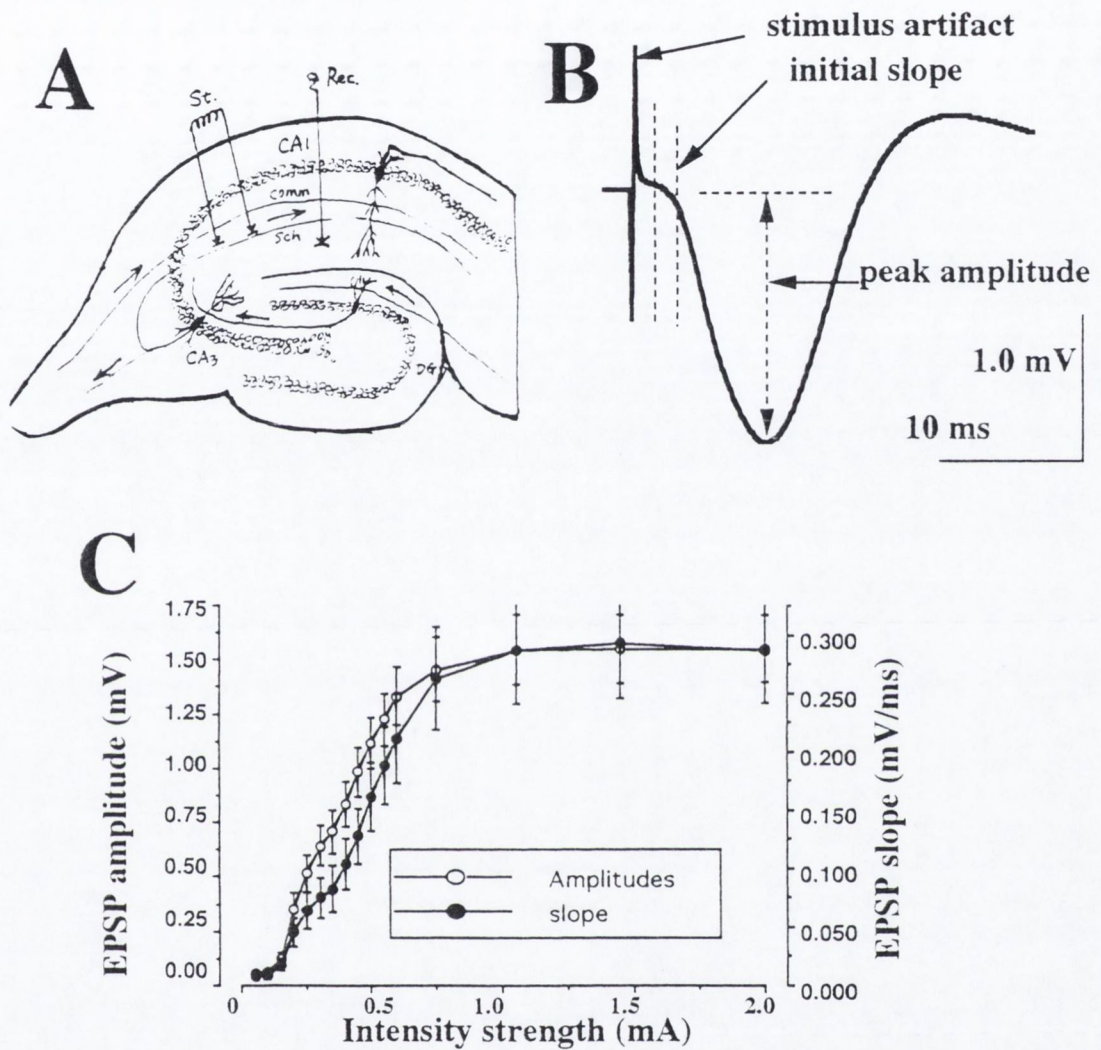 A
St.
Rec.
CA1
comm
sch
CA3
DG
B
stimulus artifact
initial slope
peak amplitude
1.0 mV
10 ms
C
EPSP amplitude (mV)
1.75
1.50
1.25
1.00
0.75
0.50
0.25
0.00
Amplitudes
slope
0.300
0.250
0.200
0.150
0.100
0.050
0.000
EPSP slope (mV/ms)
0 0.5 1.0 1.5 2.0
Intensity strength (mA)